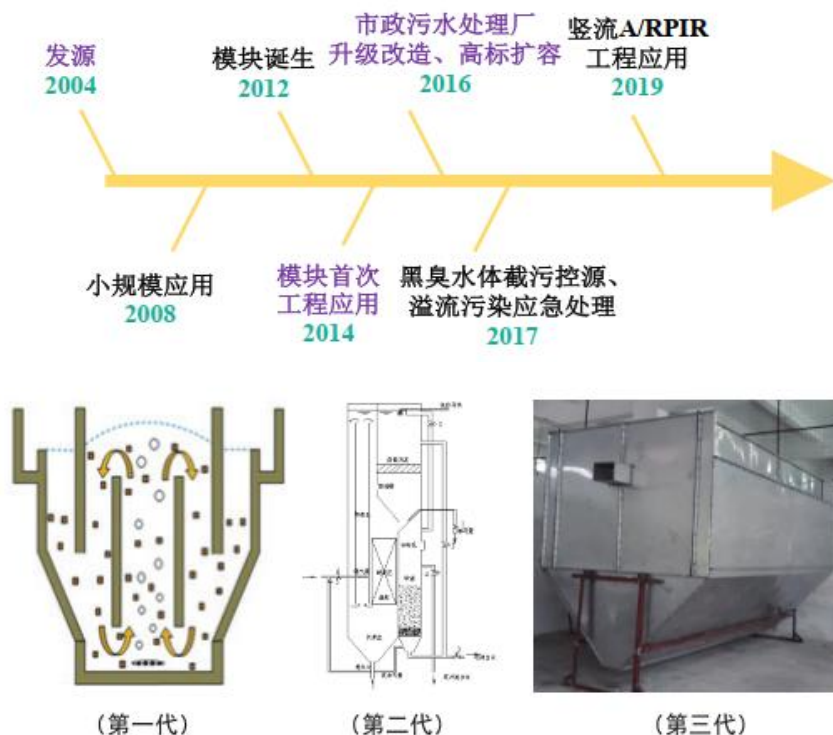 发源
2004
模块诞生
2012
市政污水处理厂
升级改造、高标扩容
2016
竖流A/RPIR
工程应用
2019
小规模应用
2008
模块首次
工程应用
2014
黑臭水体截污控源、
溢流污染应急处理
2017
（第一代）
（第二代）
（第三代）